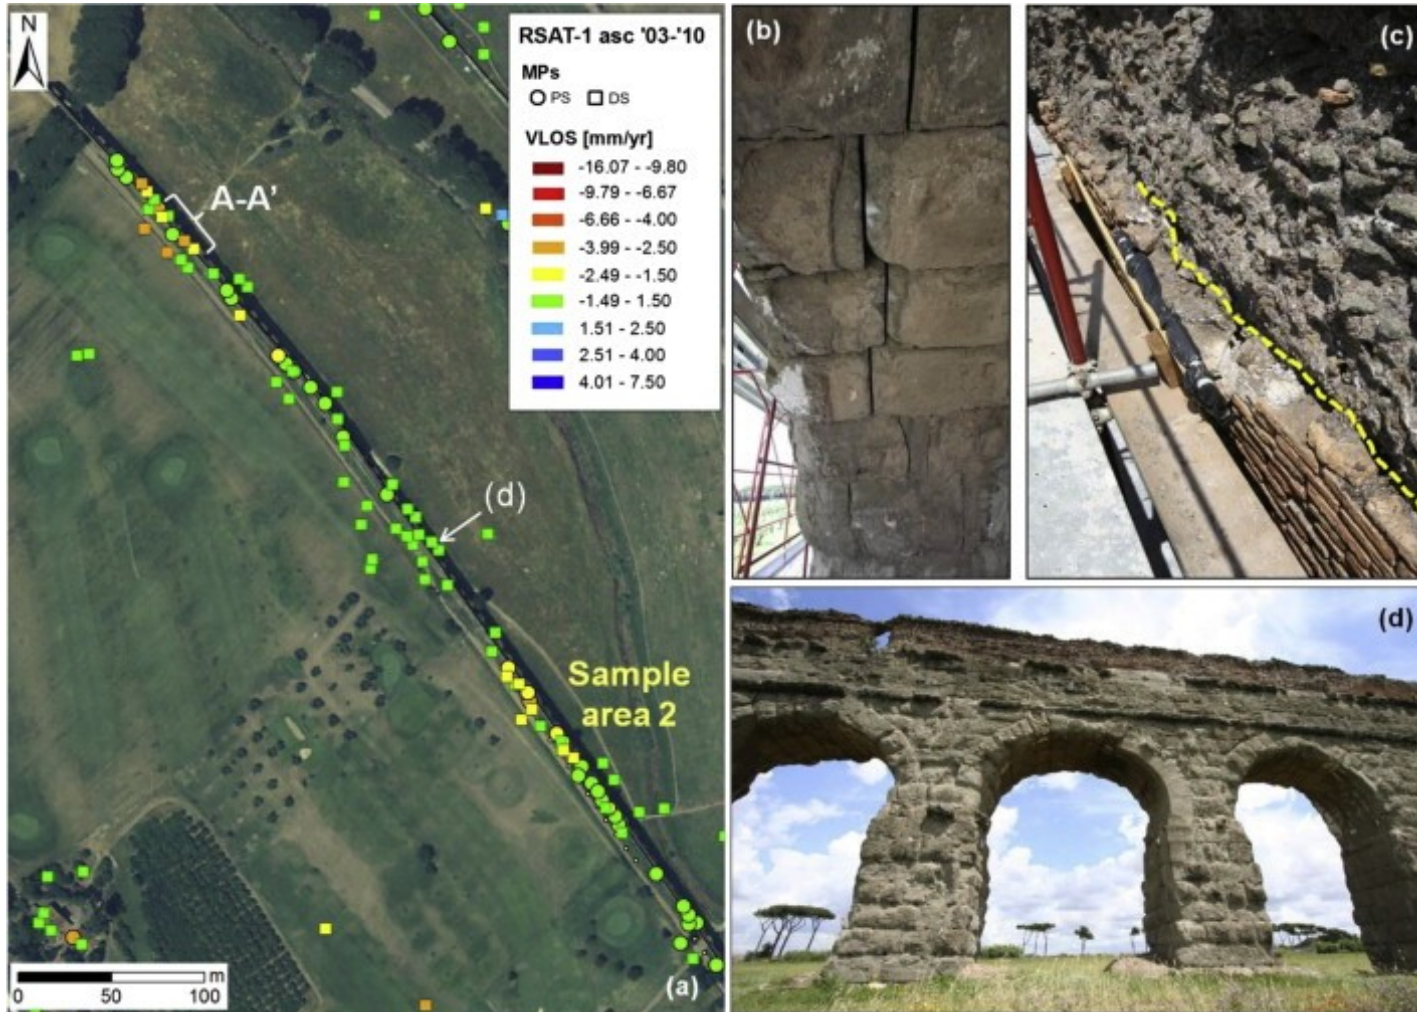 N
RSAT-1 asc '03-'10
MPs
PS DS
VLOS [mm/yr]
-16.07 - -9.80
-9.79 - -6.67
-6.66 - -4.00
-3.99 - -2.50
-2.49 - -1.50
-1.49 - 1.50
1.51 - 2.50
2.51 - 4.00
4.01 - 7.50
A-A'
(d)
Sample
area 2
m
0 50 100
(a)
(b)
(c)
(d)